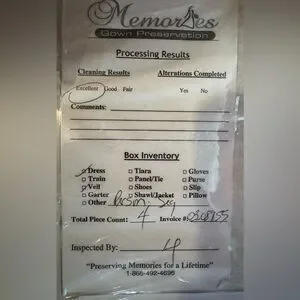 Memories
Gown Preservation
Processing Results
Cleaning Results Alterations Completed
Excellent Good Fair Yes No
Comments:
Box Inventory
Dress Tiara Gloves
Train Panel/Tie Purse
Veil Shoes Slip
Garter Shawl/Jacket Pillow
Other
Total Piece Count: 4 Invoice #:
Inspected By:
"Preserving Memories for a Lifetime"
1-866-492-4696